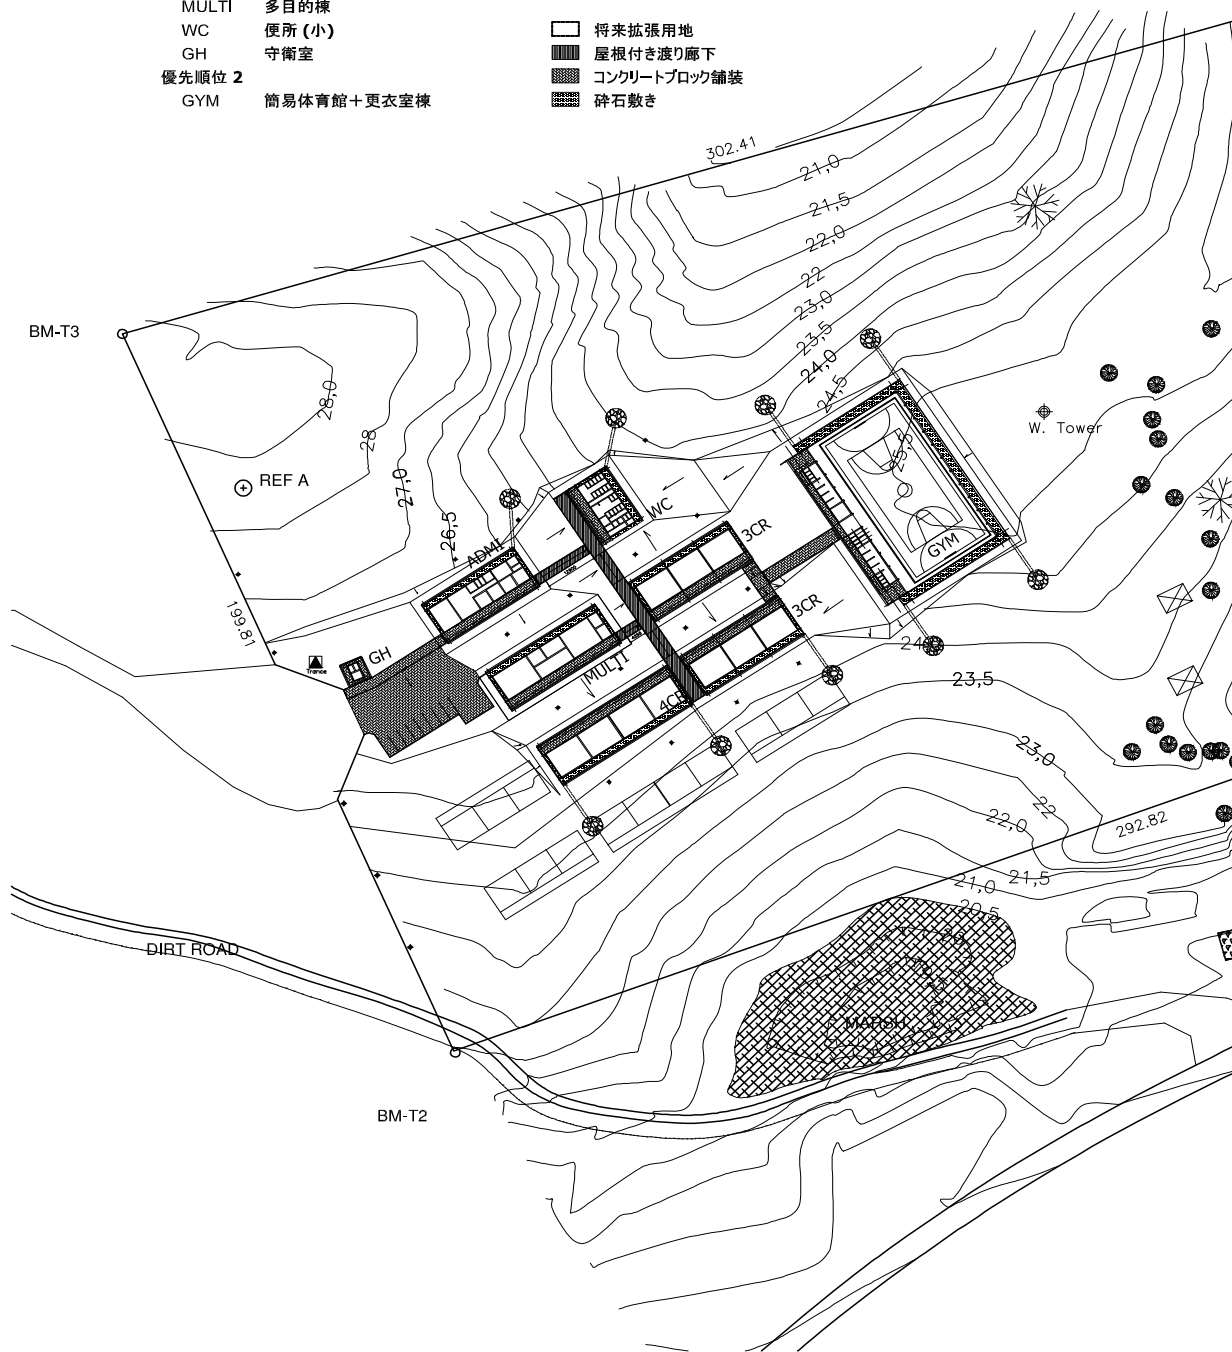 MULTI 多目的棟
WC 便所 (小)
GH 守衛室
優先順位 2
GYM 簡易体育館＋更衣室棟
将来拡張用地
屋根付き渡り廊下
コンクリートブロック舗装
砕石敷き
302.41
21,0
21,5
22,0
22
23,0
23,5
24,0
24,5
25,5
BM-T3
28,0
28
27,0
26,5
REF A
W. Tower
WC
ADMI
3CR
GYM
3CR
199.81
GH
MULTI
4CR
24
23,5
23,0
22
22,0
292.82
21,5
21,0
20,5
DIRT ROAD
MARSH
BM-T2